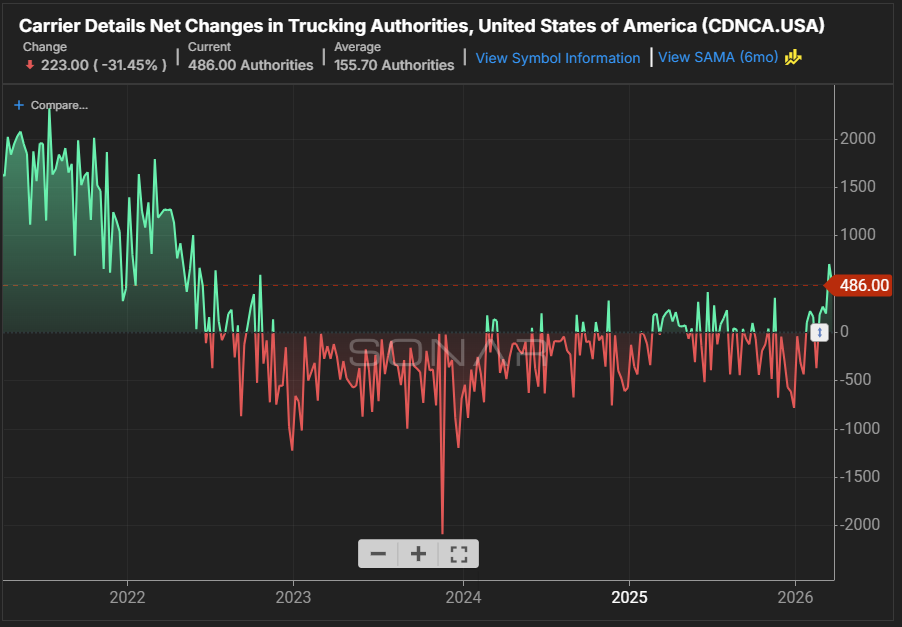 Carrier Details Net Changes in Trucking Authorities, United States of America (CDNCA.USA)
Change
223.00 ( -31.45% )
Current
486.00 Authorities
Average
155.70 Authorities
View Symbol Information
View SAMA (6mo)
+ Compare...
2000
1500
1000
486.00
0
-500
-1000
-1500
-2000
SONAR
2022 2023 2024 2025 2026